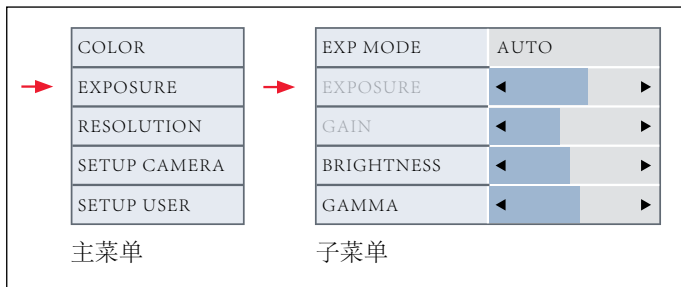 COLOR
EXPOSURE
RESOLUTION
SETUP CAMERA
SETUP USER
主菜单
EXP MODE AUTO
EXPOSURE
GAIN
BRIGHTNESS
GAMMA
子菜单